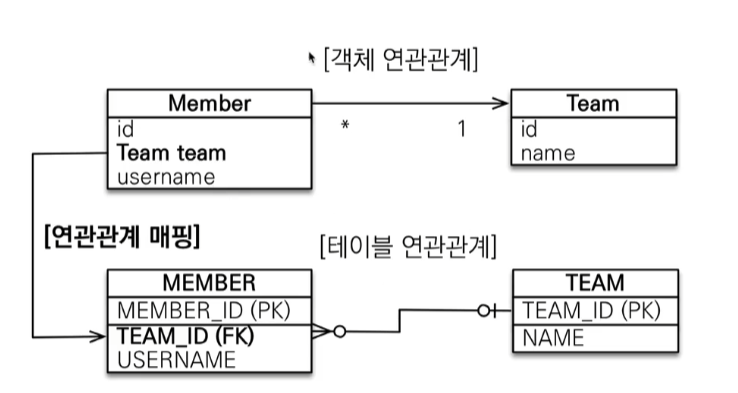 [객체 연관관계]
Member
id
Team team
username
* 1
Team
id
name
[연관관계 매핑]
[테이블 연관관계]
MEMBER
MEMBER_ID (PK)
TEAM_ID (FK)
USERNAME
TEAM
TEAM_ID (PK)
NAME